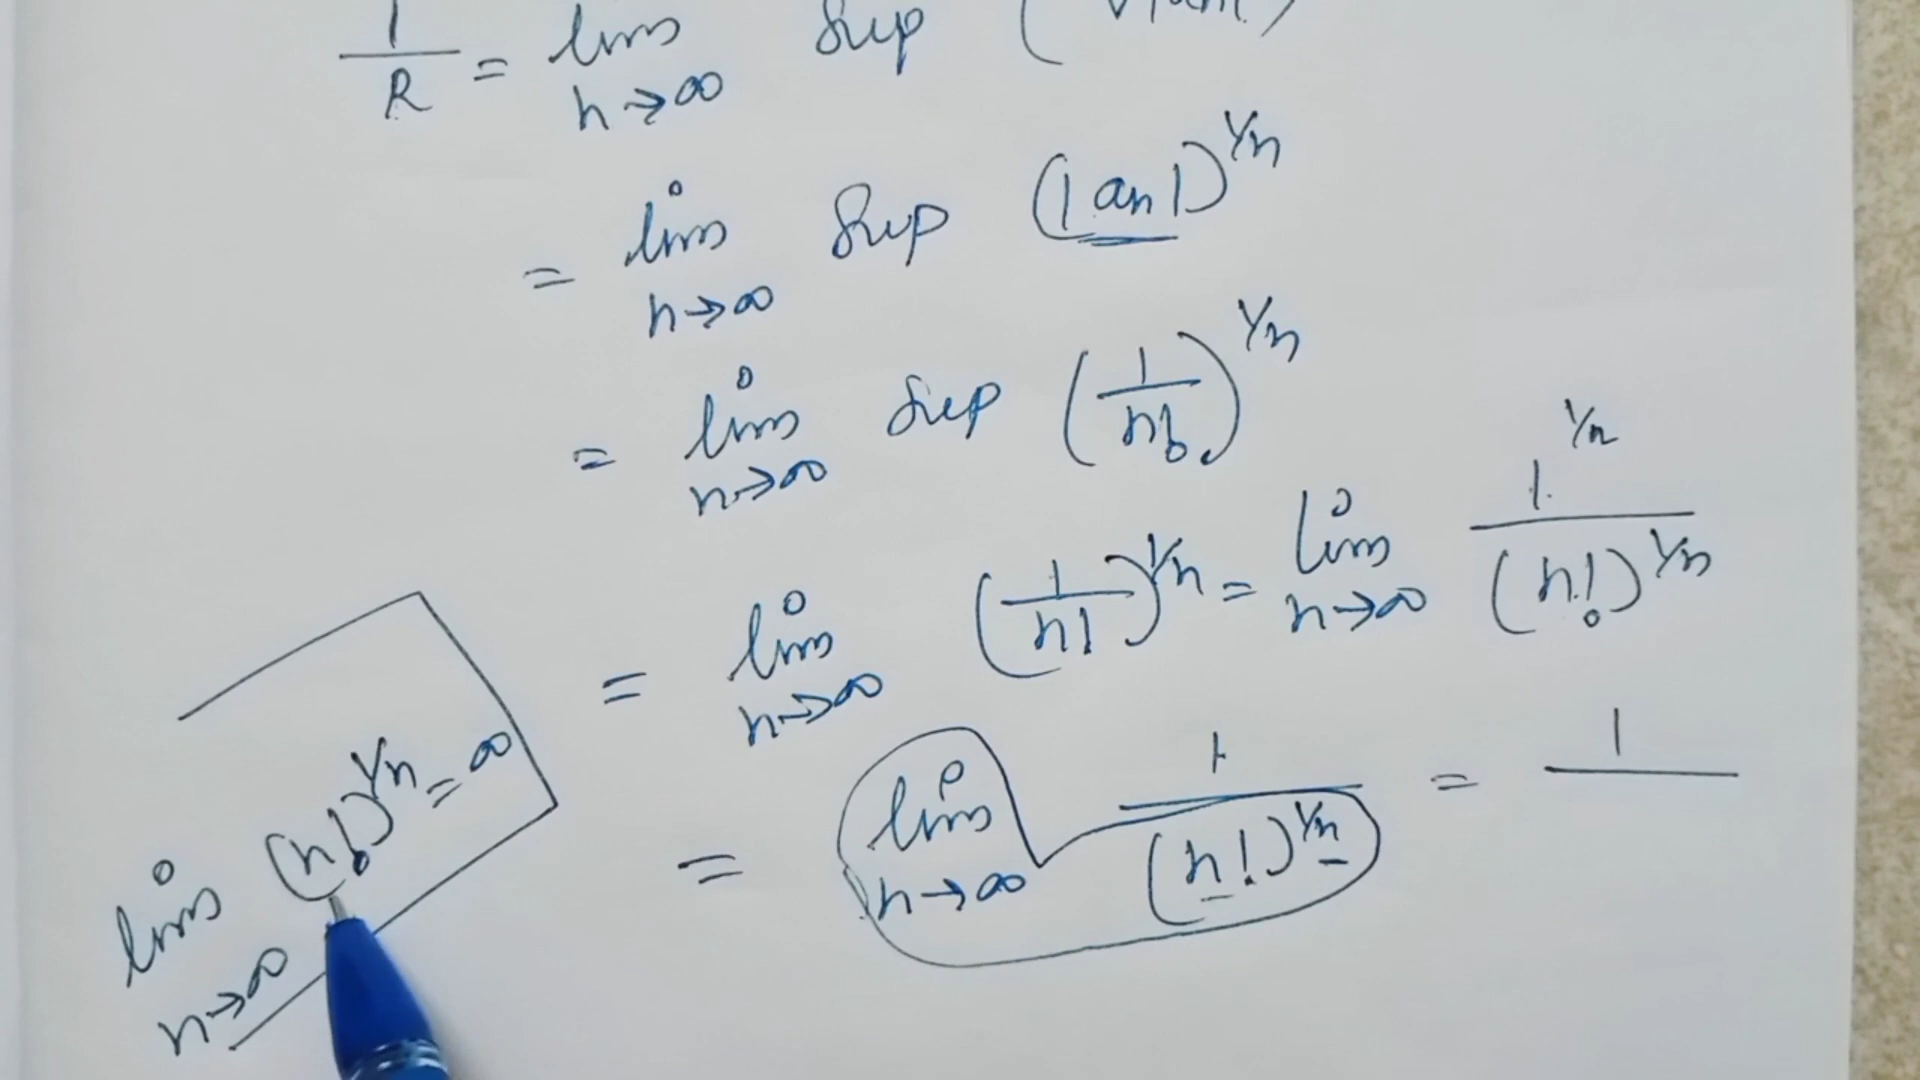 1/R = lim n→∞ Sup (
= lim n→∞ Sup (|an|)^1/n
= lim n→∞ Sup (1/n!)^1/n
= lim n→∞ (1/n!)^1/n = lim n→∞ 1^1/n / (n!)^1/n
= lim n→∞ 1/(n!)^1/n = 1/
lim n→∞ (n!)^1/n = ∞